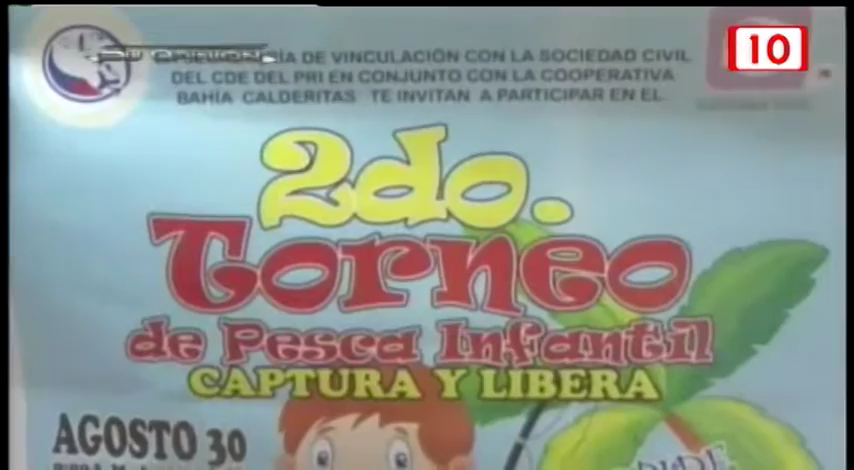 10
ÍA DE VINCULACIÓN CON LA SOCIEDAD CIVIL
DEL CDE DEL PRI EN CONJUNTO CON LA COOPERATIVA
BAHÍA CALDERITAS TE INVITAN A PARTICIPAR EN EL
2do.
Torneo
de Pesca Infantil
CAPTURA Y LIBERA
AGOSTO 30